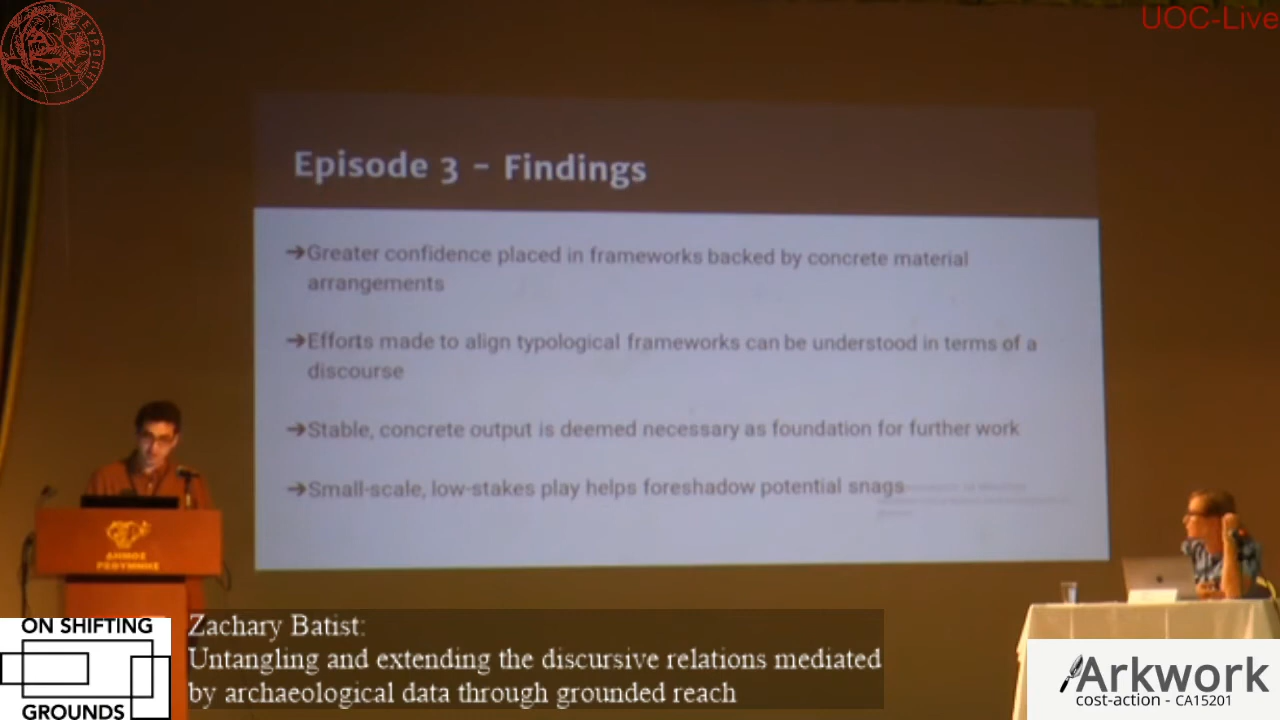 UOC-Live
Episode 3 - Findings
➔Greater confidence placed in frameworks backed by concrete material
arrangements
➔Efforts made to align typological frameworks can be understood in terms of a
discourse
➔Stable, concrete output is deemed necessary as foundation for further work
➔Small-scale, low-stakes play helps foreshadow potential snags
ΔΗΜΟΣ
ΡΕΘΥΜΝΗΣ
ON SHIFTING
GROUNDS
Zachary Batist:
Untangling and extending the discursive relations mediated
by archaeological data through grounded reach
Arkwork
cost-action - CA15201